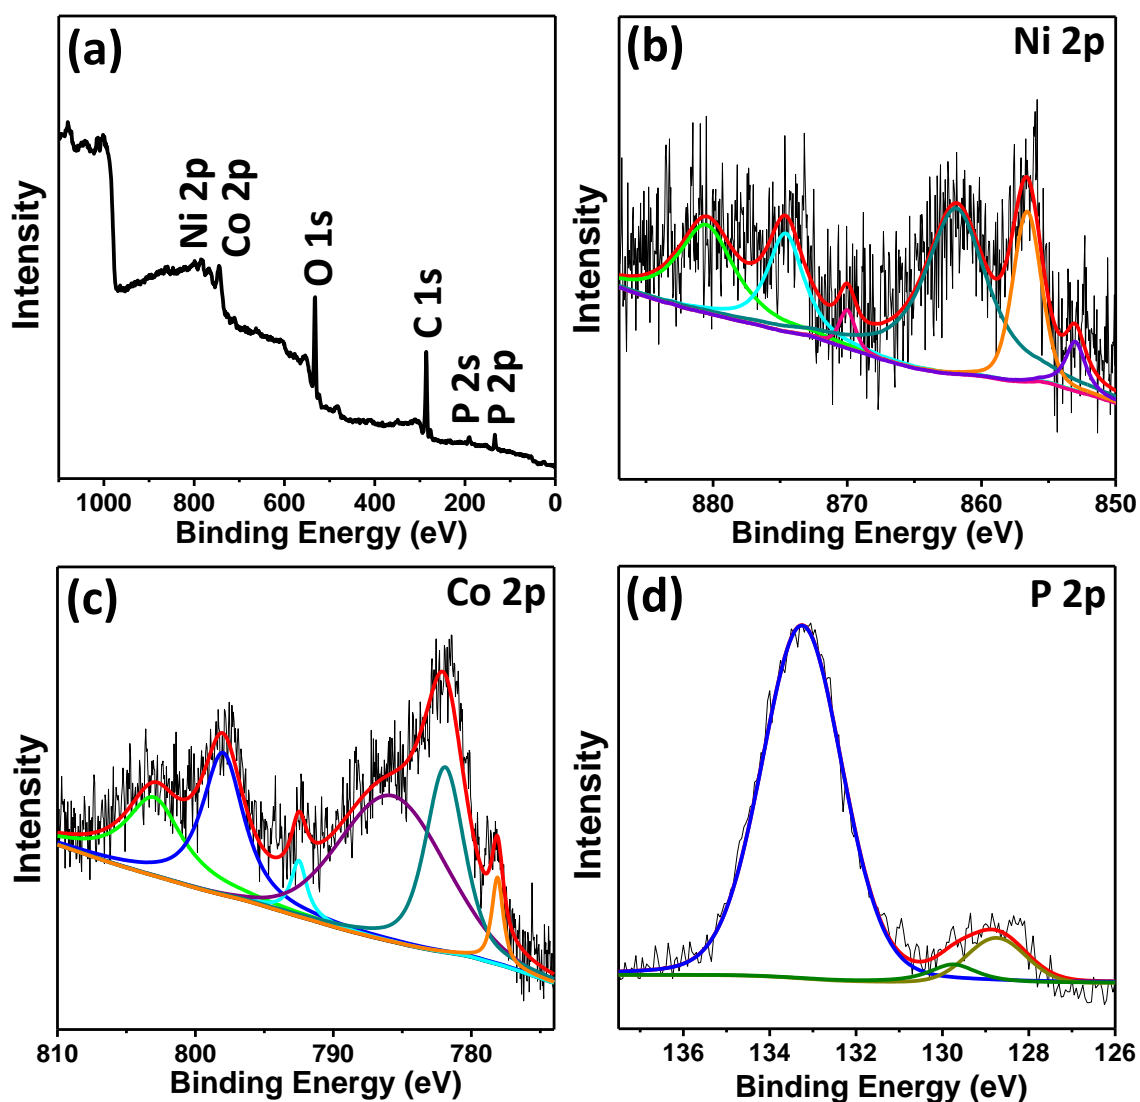 (a)
Ni 2p
Co 2p
O 1s
C 1s
P 2s
P 2p
Intensity
1000 800 600 400 200 0
Binding Energy (eV)
(b)
Ni 2p
Intensity
880 870 860 850
Binding Energy (eV)
(c)
Co 2p
Intensity
810 800 790 780
Binding Energy (eV)
(d)
P 2p
Intensity
136 134 132 130 128 126
Binding Energy (eV)